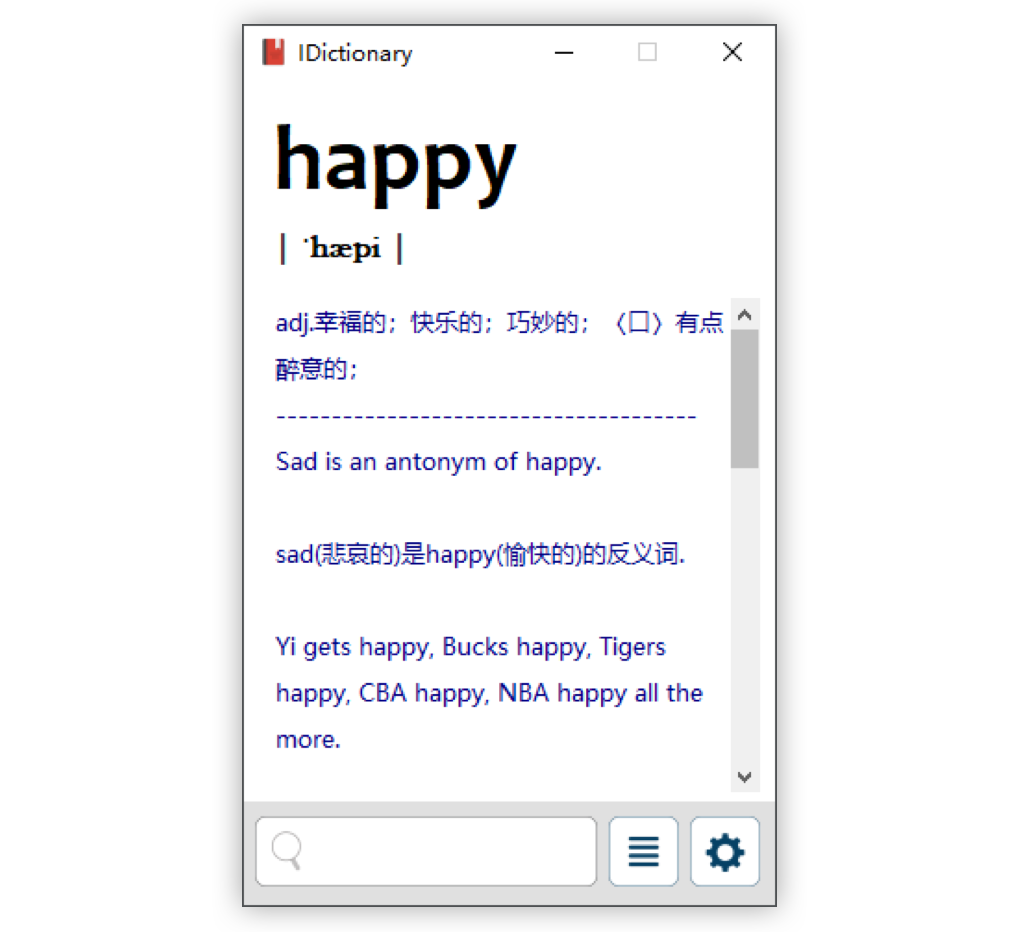 IDictionary
happy
| ˈhæpi |
adj.幸福的；快乐的；巧妙的；〈口〉有点
醉意的；
--------------------------------------
Sad is an antonym of happy.
sad(悲哀的)是happy(愉快的)的反义词.
Yi gets happy, Bucks happy, Tigers
happy, CBA happy, NBA happy all the
more.